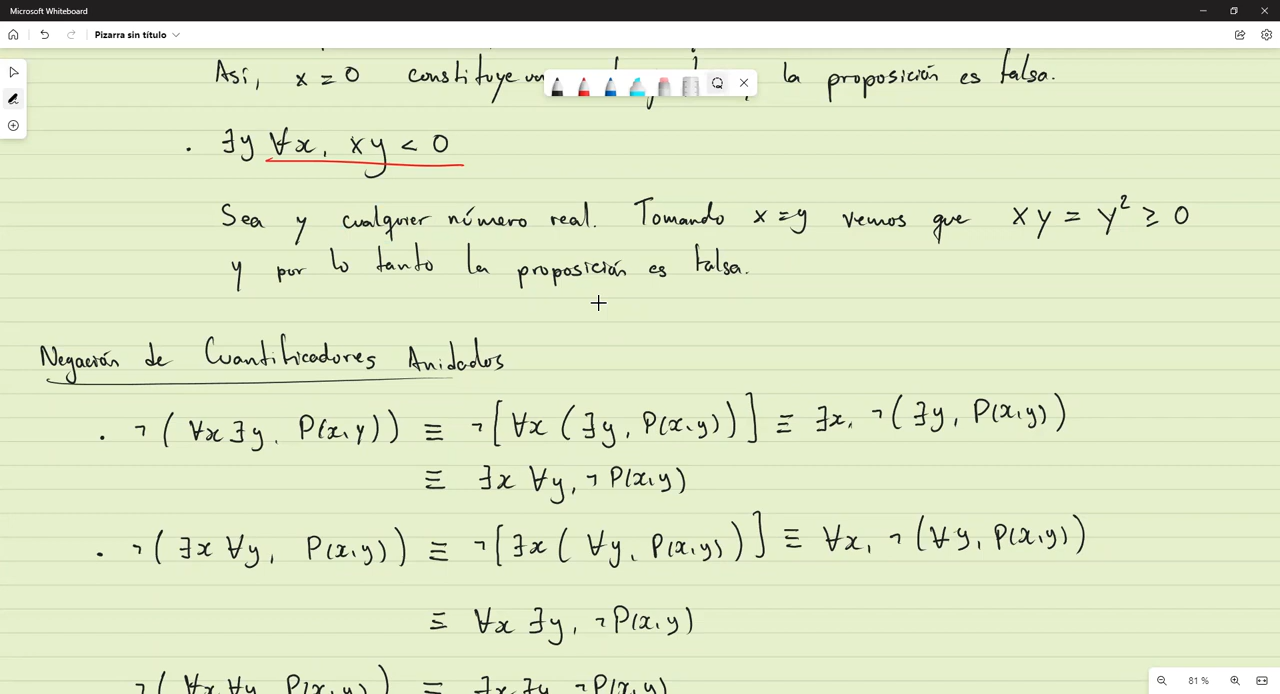 Microsoft Whiteboard
Pizarra sin título
Así, x = 0 constituye un la proposición es falsa.
. ∃y ∀x, xy < 0
Sea y cualquier número real. Tomando x = y vemos que xy = y² ≥ 0
y por lo tanto la proposición es falsa.
Negación de Cuantificadores Anidados
. ¬(∀x ∃y, P(x,y)) ≡ ¬[∀x (∃y, P(x,y))] ≡ ∃x, ¬(∃y, P(x,y))
≡ ∃x ∀y, ¬P(x,y)
. ¬(∃x ∀y, P(x,y)) ≡ ¬[∃x (∀y, P(x,y))] ≡ ∀x, ¬(∀y, P(x,y))
≡ ∀x ∃y, ¬P(x,y)
¬(∀x ∀y, P(x,y)) ≡ ∃x ∃y, ¬P(x,y)
81 %